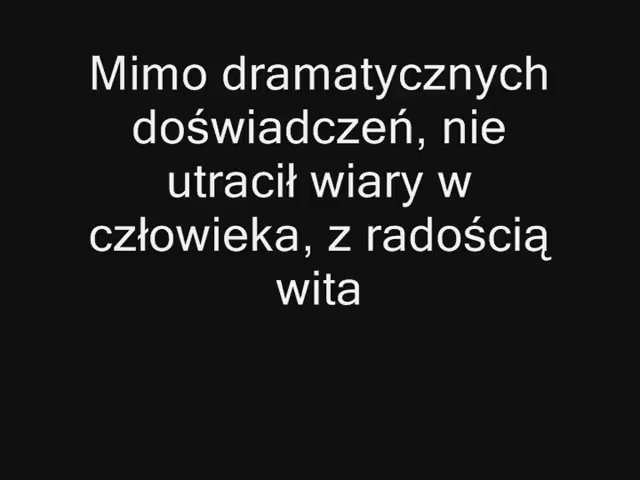 Mimo dramatycznych
doświadczeń, nie
utracił wiary w
człowieka, z radością
wita